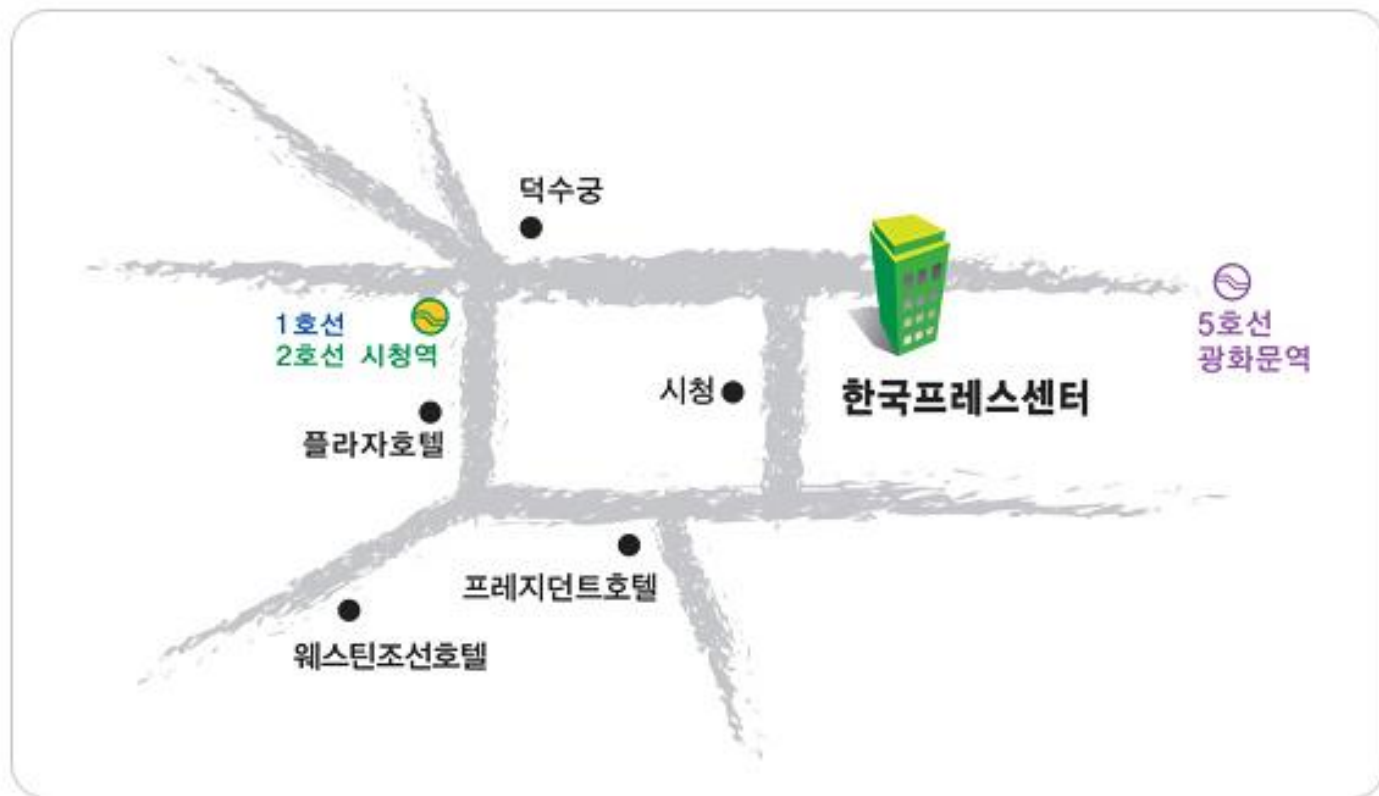 덕수궁
1호선
2호선 시청역
5호선
광화문역
시청
한국프레스센터
플라자호텔
프레지던트호텔
웨스틴조선호텔